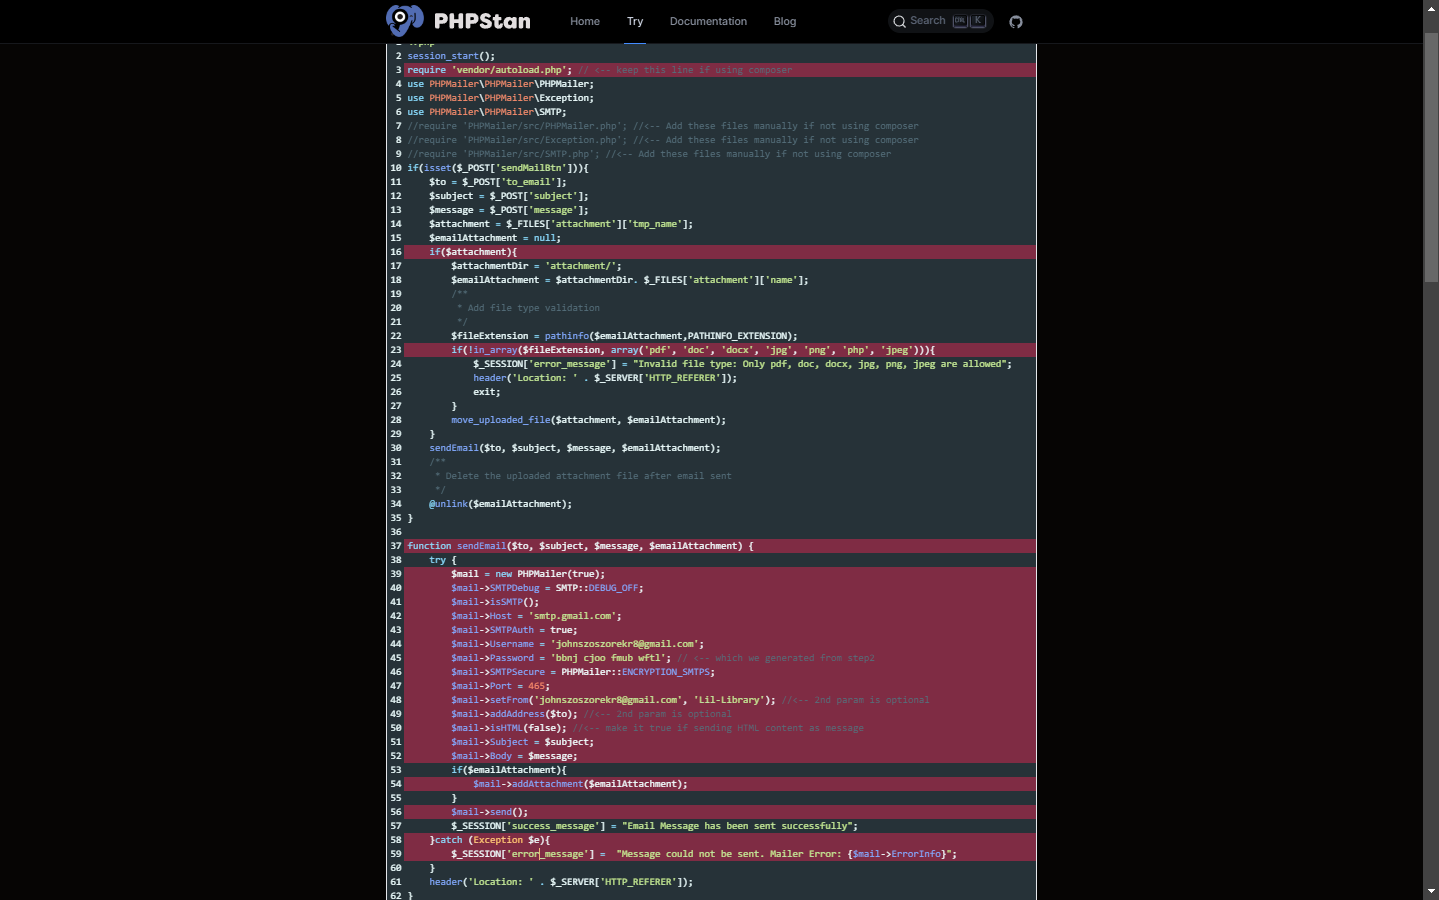 PHPStan
Home Try Documentation Blog
Search CTRL K
1 <?php
2 session_start();
3 require 'vendor/autoload.php'; // <-- keep this line if using composer
4 use PHPMailer\PHPMailer\PHPMailer;
5 use PHPMailer\PHPMailer\Exception;
6 use PHPMailer\PHPMailer\SMTP;
7 //require 'PHPMailer/src/PHPMailer.php'; //<-- Add these files manually if not using composer
8 //require 'PHPMailer/src/Exception.php'; //<-- Add these files manually if not using composer
9 //require 'PHPMailer/src/SMTP.php'; //<-- Add these files manually if not using composer
10 if(isset($_POST['sendMailBtn'])){
11 $to = $_POST['to_email'];
12 $subject = $_POST['subject'];
13 $message = $_POST['message'];
14 $attachment = $_FILES['attachment']['tmp_name'];
15 $emailAttachment = null;
16 if($attachment){
17 $attachmentDir = 'attachment/';
18 $emailAttachment = $attachmentDir. $_FILES['attachment']['name'];
19 /**
20 * Add file type validation
21 */
22 $fileExtension = pathinfo($emailAttachment,PATHINFO_EXTENSION);
23 if(!in_array($fileExtension, array('pdf', 'doc', 'docx', 'jpg', 'png', 'php', 'jpeg'))){
24 $_SESSION['error_message'] = "Invalid file type: Only pdf, doc, docx, jpg, png, jpeg are allowed";
25 header('Location: ' . $_SERVER['HTTP_REFERER']);
26 exit;
27 }
28 move_uploaded_file($attachment, $emailAttachment);
29 }
30 sendEmail($to, $subject, $message, $emailAttachment);
31 /**
32 * Delete the uploaded attachment file after email sent
33 */
34 @unlink($emailAttachment);
35 }
36
37 function sendEmail($to, $subject, $message, $emailAttachment) {
38 try {
39 $mail = new PHPMailer(true);
40 $mail->SMTPDebug = SMTP::DEBUG_OFF;
41 $mail->isSMTP();
42 $mail->Host = 'smtp.gmail.com';
43 $mail->SMTPAuth = true;
44 $mail->Username = 'johnszoszorekr8@gmail.com';
45 $mail->Password = 'bbnj cjoo fmub wftl'; // <-- which we generated from step2
46 $mail->SMTPSecure = PHPMailer::ENCRYPTION_SMTPS;
47 $mail->Port = 465;
48 $mail->setFrom('johnszoszorekr8@gmail.com', 'Lil-Library'); //<-- 2nd param is optional
49 $mail->addAddress($to); //<-- 2nd param is optional
50 $mail->isHTML(false); //<-- make it true if sending HTML content as message
51 $mail->Subject = $subject;
52 $mail->Body = $message;
53 if($emailAttachment){
54 $mail->addAttachment($emailAttachment);
55 }
56 $mail->send();
57 $_SESSION['success_message'] = "Email Message has been sent successfully";
58 }catch (Exception $e){
59 $_SESSION['error_message'] =  "Message could not be sent. Mailer Error: {$mail->ErrorInfo}";
60 }
61 header('Location: ' . $_SERVER['HTTP_REFERER']);
62 }